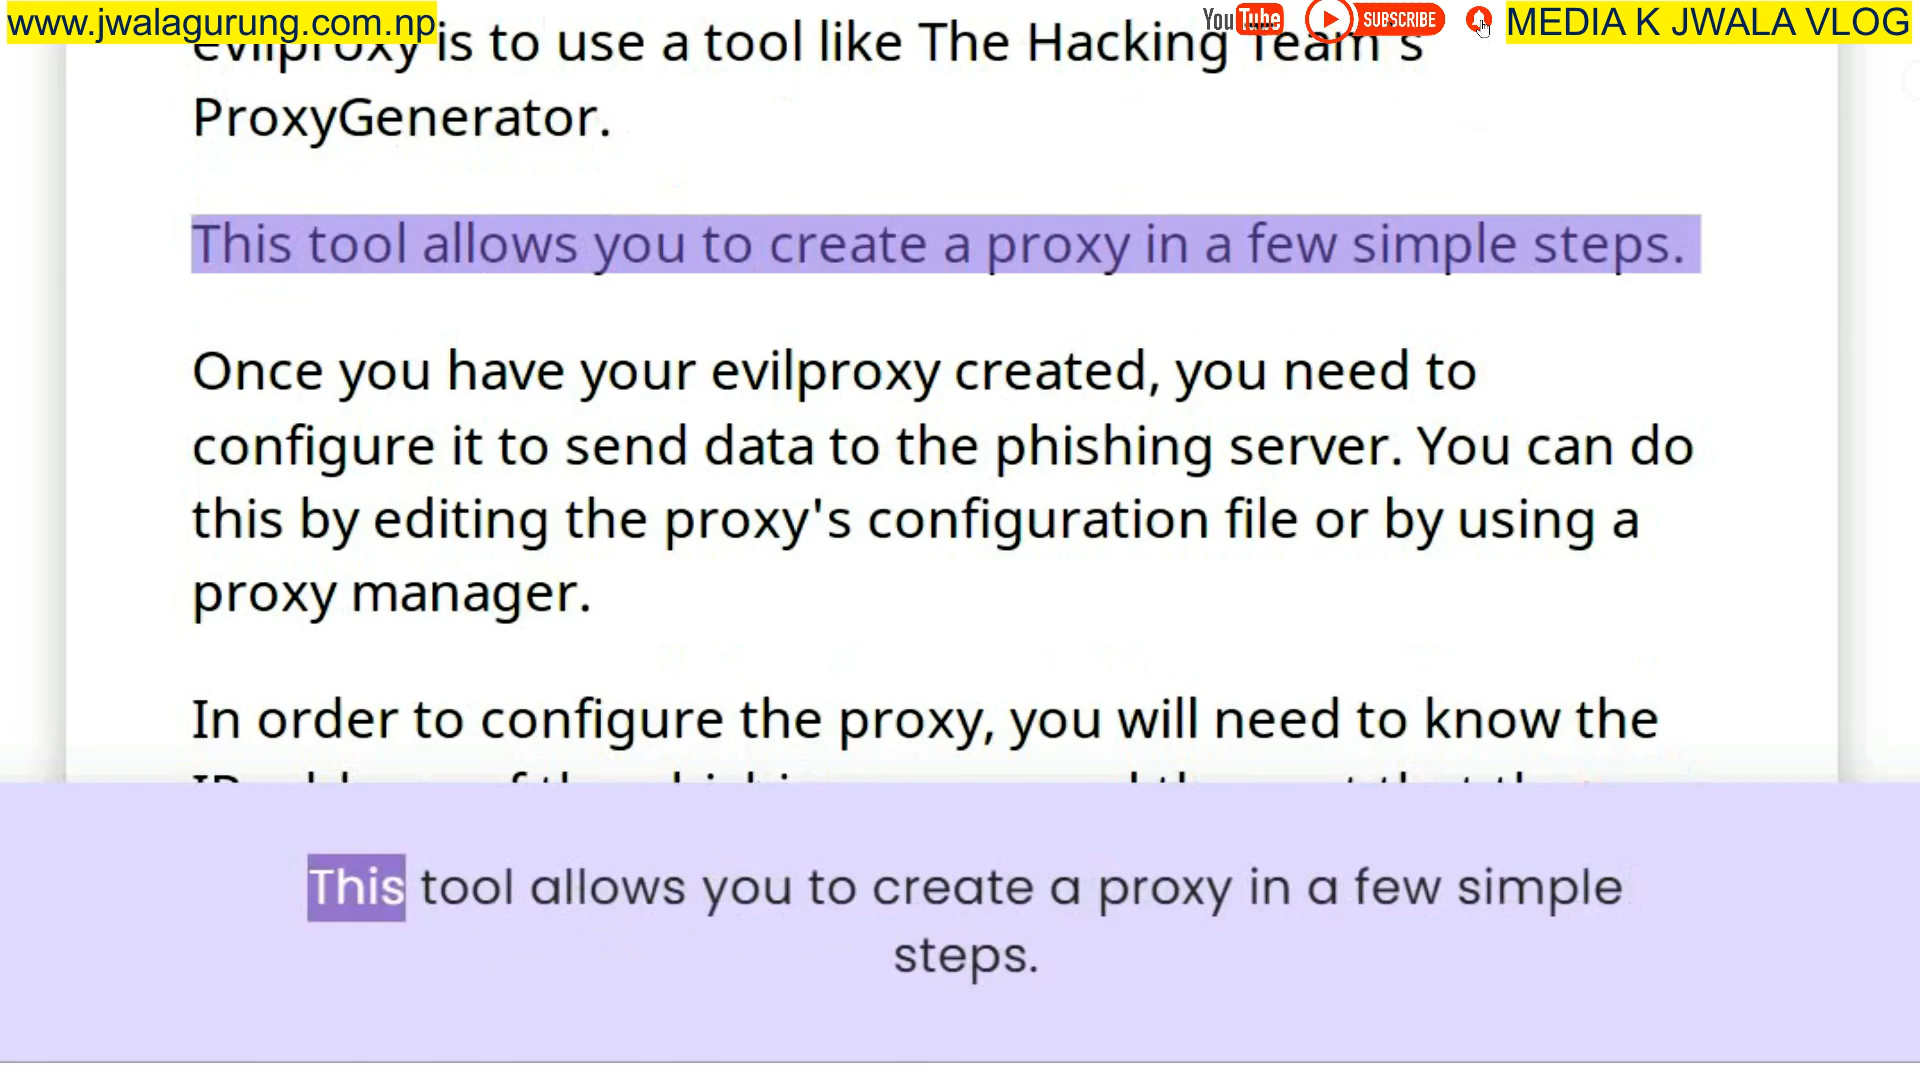 www.jwalagurung.com.np
YouTube
SUBSCRIBE
MEDIA K JWALA VLOG
evilproxy is to use a tool like The Hacking Team's
ProxyGenerator.
This tool allows you to create a proxy in a few simple steps.
Once you have your evilproxy created, you need to
configure it to send data to the phishing server. You can do
this by editing the proxy's configuration file or by using a
proxy manager.
In order to configure the proxy, you will need to know the
This tool allows you to create a proxy in a few simple
steps.